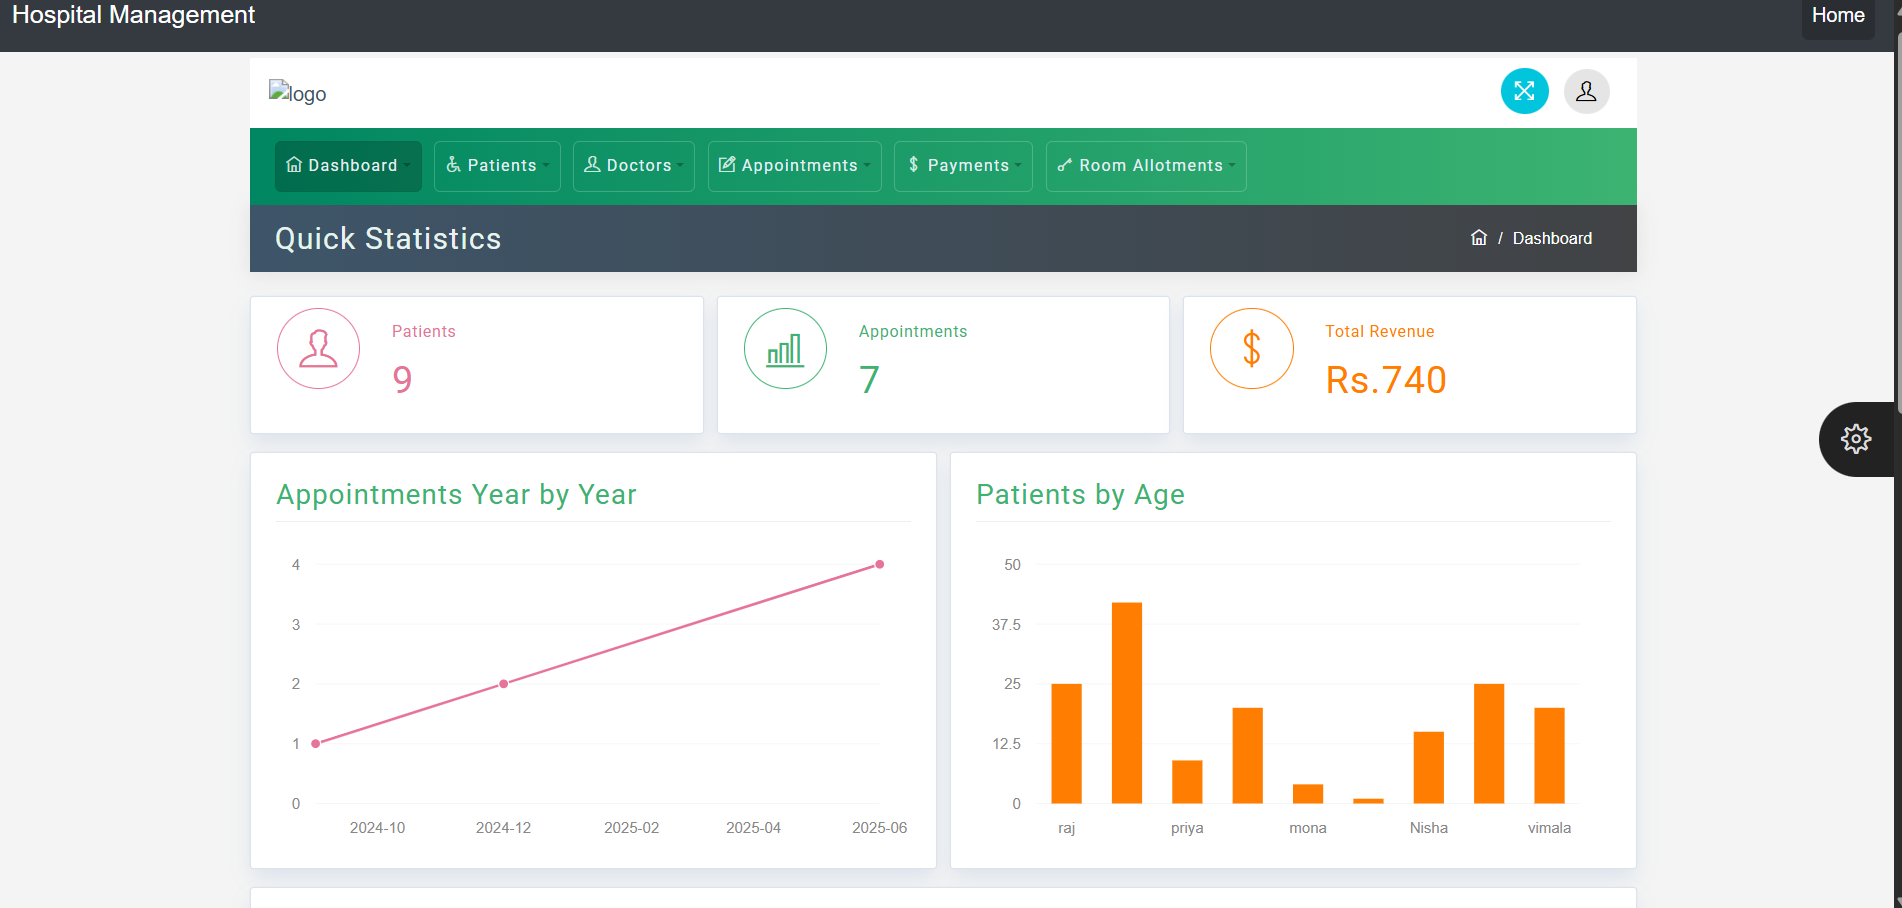 Hospital Management
Home
logo
Dashboard
Patients
Doctors
Appointments
$ Payments
Room Allotments
Quick Statistics
/ Dashboard
Patients
9
Appointments
7
$
Total Revenue
Rs.740
Appointments Year by Year
4
3
2
1
0
2024-10 2024-12 2025-02 2025-04 2025-06
Patients by Age
50
37.5
25
12.5
0
raj priya mona Nisha vimala